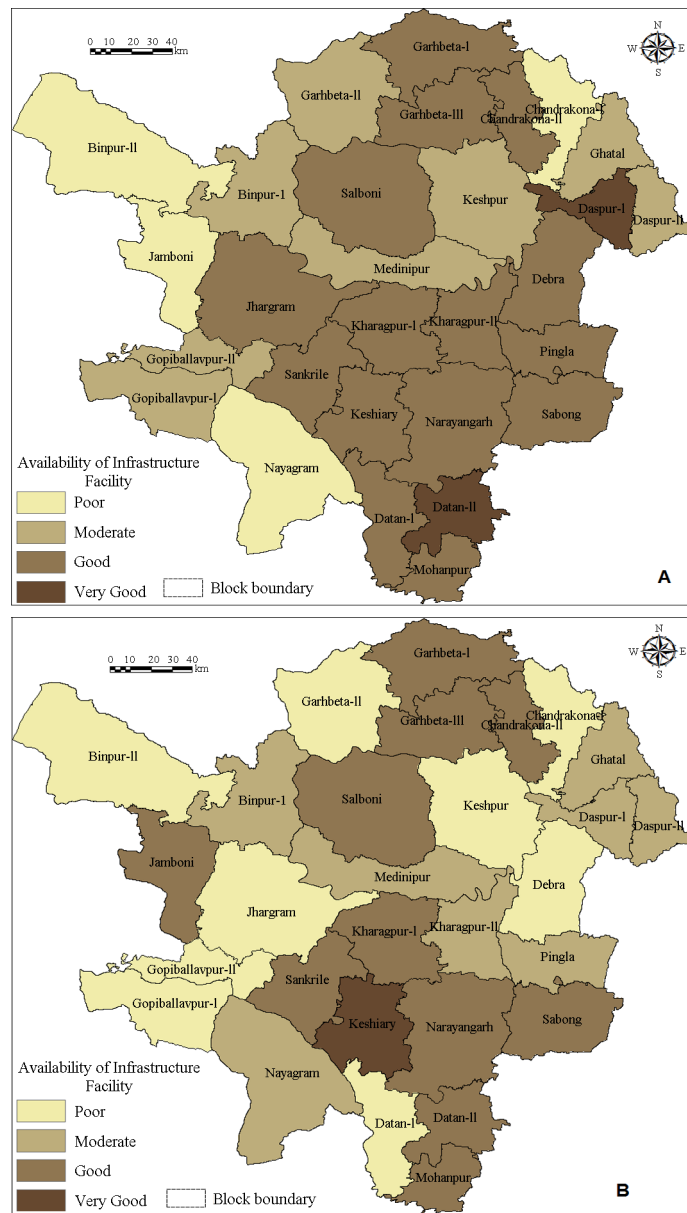 N
W E
S
0 10 20 30 40
km
Garhbeta-I
Garhbeta-II
Garhbeta-III
Chandrakona-I
Chandrakona-II
Binpur-II
Ghatal
Binpur-1
Salboni
Keshpur
Daspur-I
Daspur-II
Jamboni
Medinipur
Debra
Jhargram
Kharagpur-I
Kharagpur-II
Gopiballavpur-II
Pingla
Sankrile
Gopiballavpur-I
Keshiary
Narayangarh
Sabong
Nayagram
Datan-I
Datan-II
Mohanpur
Availability of Infrastructure
Facility
Poor
Moderate
Good
Very Good
Block boundary
A
N
W E
S
0 10 20 30 40
km
Garhbeta-I
Garhbeta-II
Garhbeta-III
Chandrakona-I
Chandrakona-II
Binpur-II
Ghatal
Binpur-1
Salboni
Keshpur
Daspur-I
Daspur-II
Jamboni
Medinipur
Debra
Jhargram
Kharagpur-I
Kharagpur-II
Gopiballavpur-II
Pingla
Sankrile
Gopiballavpur-I
Keshiary
Narayangarh
Sabong
Nayagram
Datan-I
Datan-II
Mohanpur
Availability of Infrastructure
Facility
Poor
Moderate
Good
Very Good
Block boundary
B